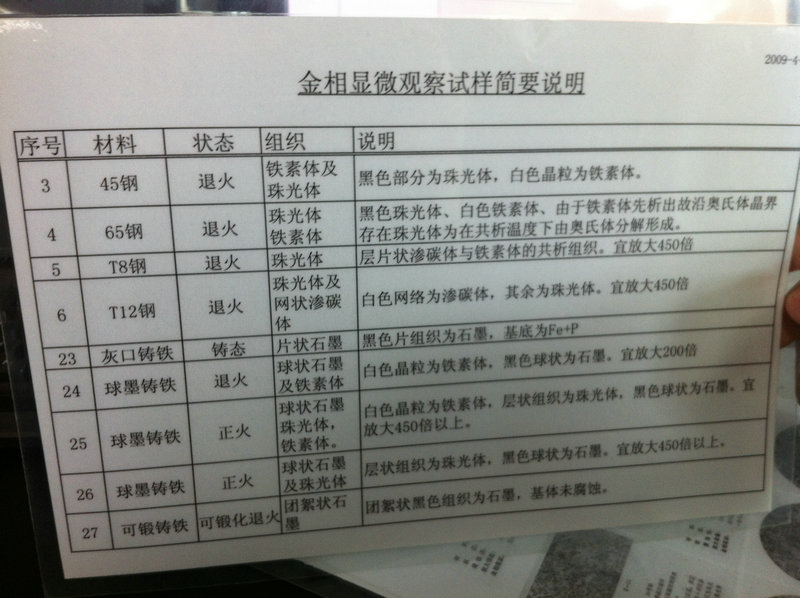 2009-4-
金相显微观察试样简要说明
序号 材料 状态 组织 说明
3 45钢 退火 铁素体及珠光体 黑色部分为珠光体，白色晶粒为铁素体。
4 65钢 退火 珠光体铁素体 黑色珠光体、白色铁素体、由于铁素体先析出故沿奥氏体晶界
存在珠光体为在共析温度下由奥氏体分解形成。
5 T8钢 退火 珠光体 层片状渗碳体与铁素体的共析组织。宜放大450倍
6 T12钢 退火 珠光体及网状渗碳体 白色网络为渗碳体，其余为珠光体。宜放大450倍
23 灰口铸铁 铸态 片状石墨 黑色片组织为石墨，基底为Fe+P
24 球墨铸铁 退火 球状石墨及铁素体 白色晶粒为铁素体，黑色球状为石墨。宜放大200倍
25 球墨铸铁 正火 球状石墨珠光体，铁素体。 白色晶粒为铁素体，层状组织为珠光体，黑色球状为石墨。宜
放大450倍以上。
26 球墨铸铁 正火 球状石墨及珠光体 层状组织为珠光体，黑色球为石墨。宜放大450倍以上。
27 可锻铸铁 可锻化退火 团絮状石墨 团絮状黑色组织为石墨，基体未腐蚀。